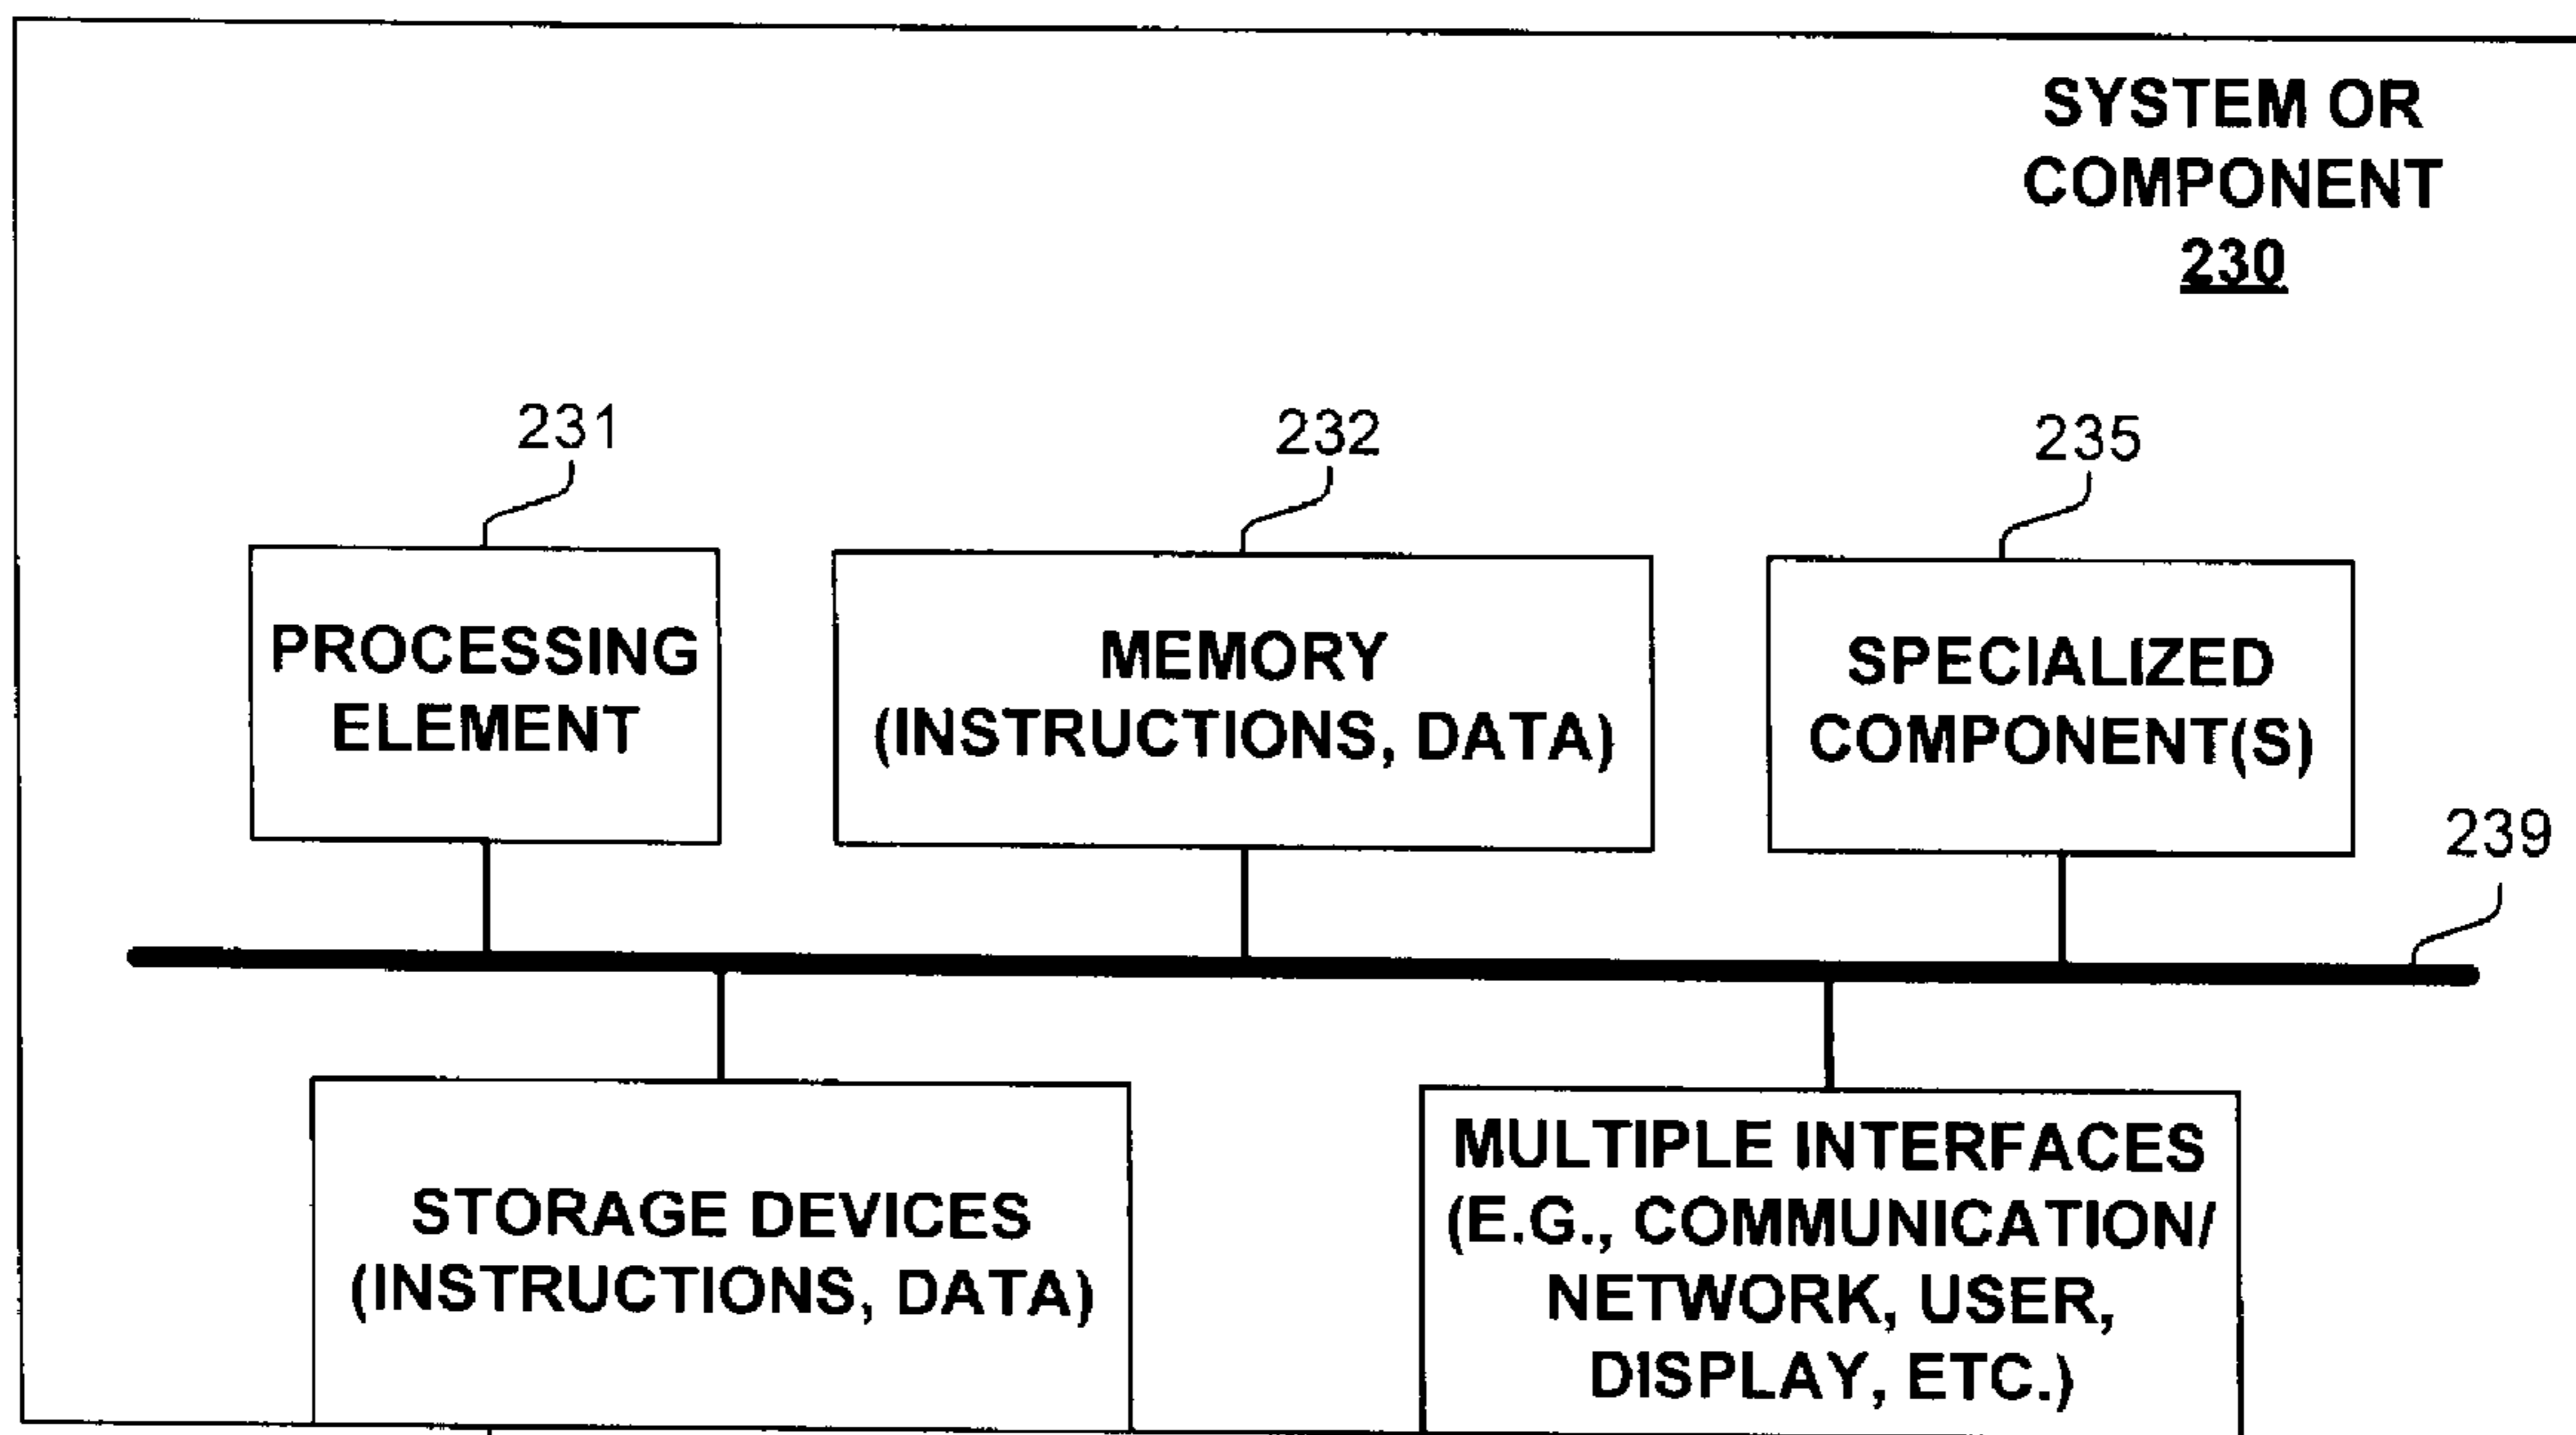 SYSTEM OR
COMPONENT
230
231
232
235
PROCESSING
ELEMENT
MEMORY
(INSTRUCTIONS, DATA)
SPECIALIZED
COMPONENT(S)
239
STORAGE DEVICES
(INSTRUCTIONS, DATA)
MULTIPLE INTERFACES
(E.G., COMMUNICATION/
NETWORK, USER,
DISPLAY, ETC.)